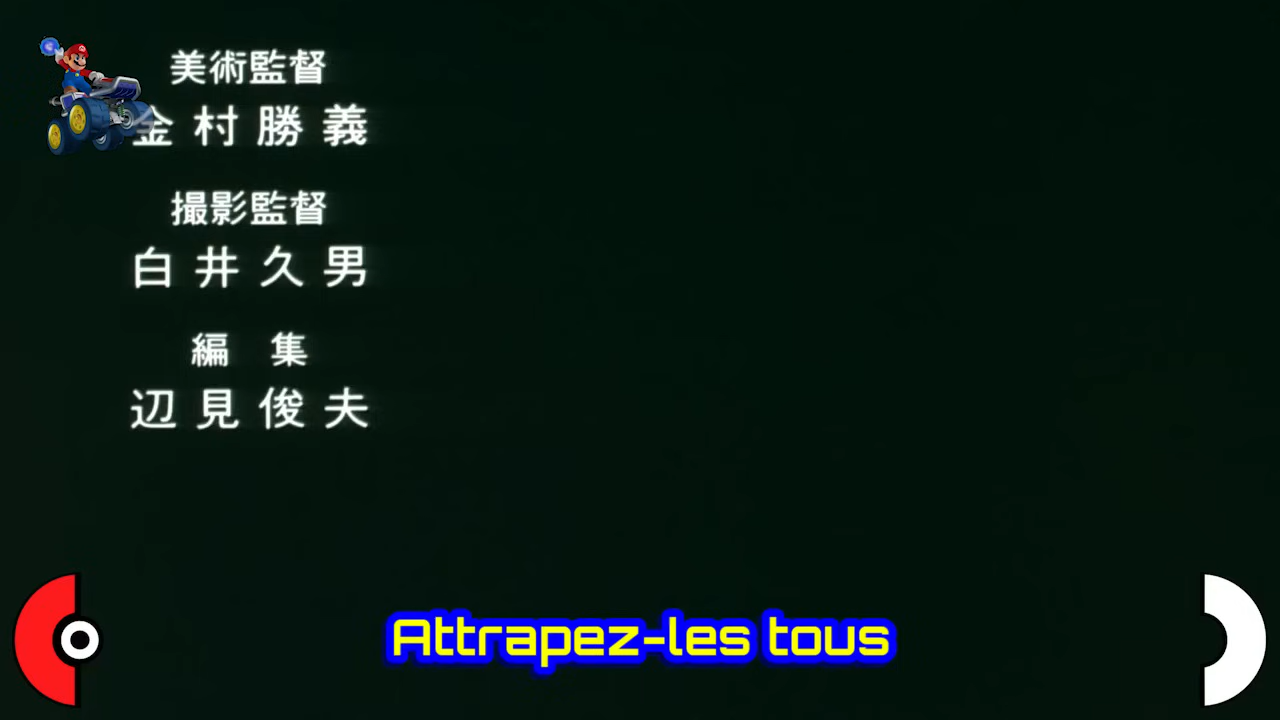 美術監督
金村勝義
撮影監督
白井久男
編　集
辺見俊夫
Attrapez-les tous